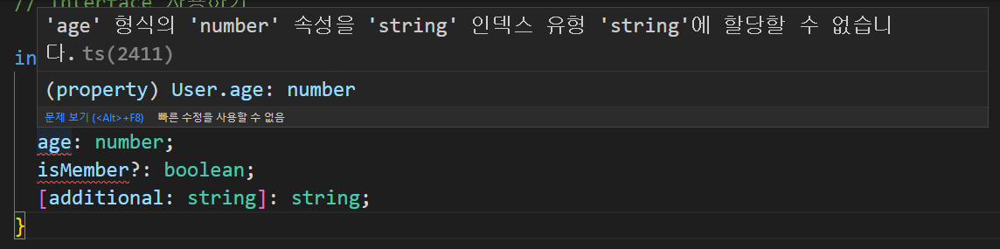 // interface 사용하기
'age' 형식의 'number' 속성을 'string' 인덱스 유형 'string'에 할당할 수 없습니
다. ts(2411)
in
(property) User.age: number
문제 보기 (<Alt>+F8) 빠른 수정을 사용할 수 없음
age: number;
isMember?: boolean;
[additional: string]: string;
}